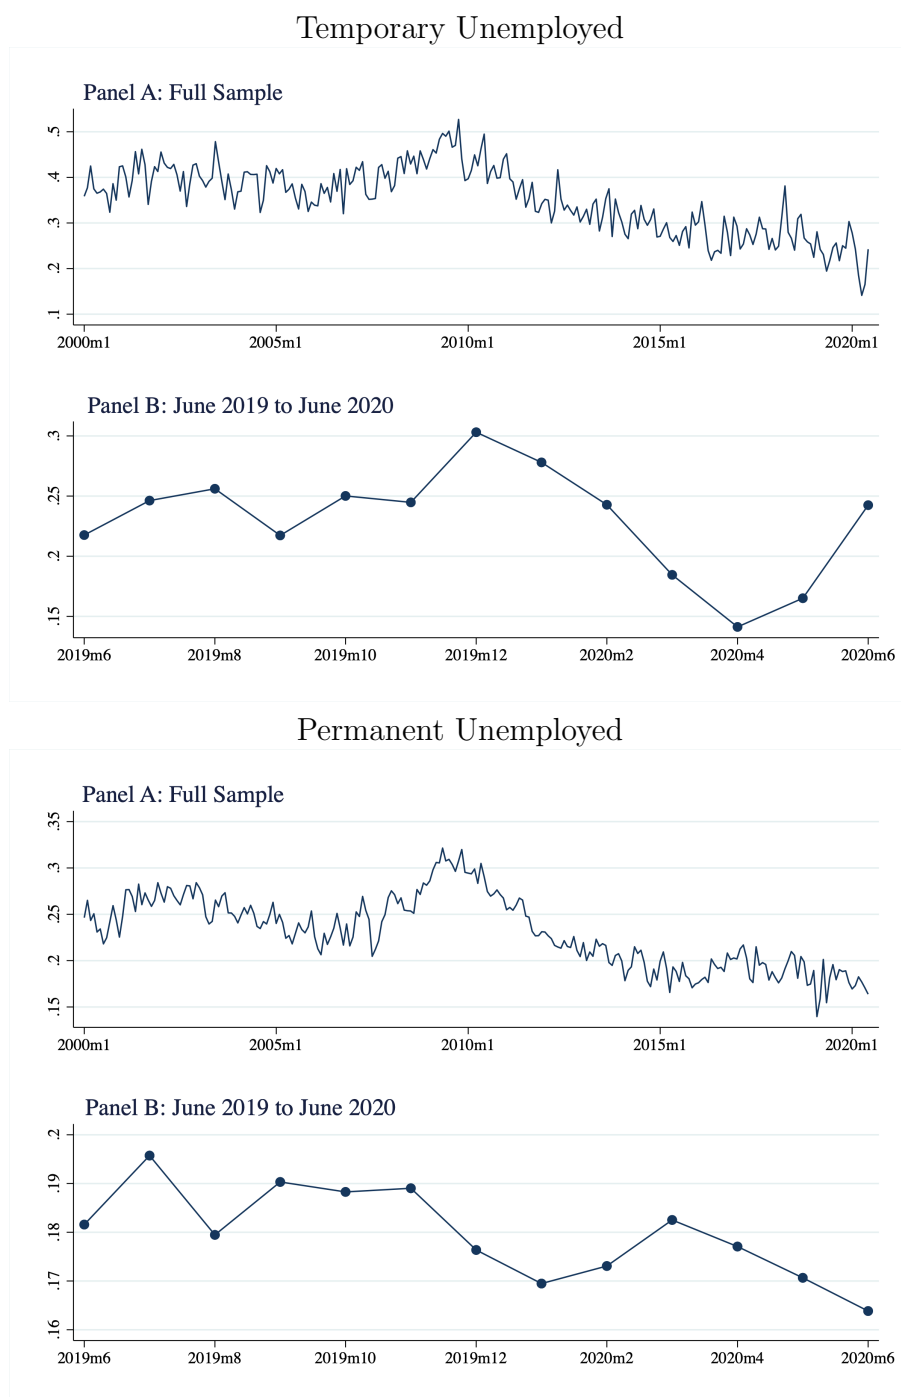 Temporary Unemployed
Panel A: Full Sample
.5
.4
.3
.2
.1
2000m1 2005m1 2010m1 2015m1 2020m1
Panel B: June 2019 to June 2020
.3
.25
.2
.15
2019m6 2019m8 2019m10 2019m12 2020m2 2020m4 2020m6
Permanent Unemployed
Panel A: Full Sample
.35
.3
.25
.2
.15
2000m1 2005m1 2010m1 2015m1 2020m1
Panel B: June 2019 to June 2020
.2
.19
.18
.17
.16
2019m6 2019m8 2019m10 2019m12 2020m2 2020m4 2020m6